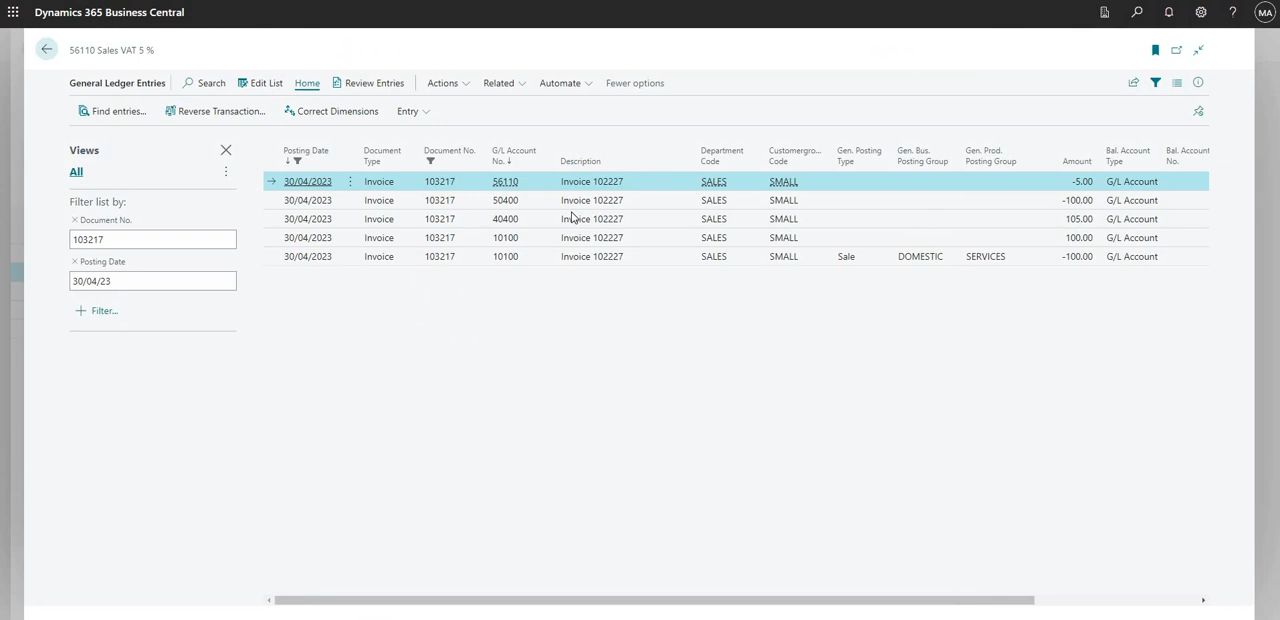 Dynamics 365 Business Central
MA
56110 Sales VAT 5 %
General Ledger Entries Search Edit List Home Review Entries Actions Related Automate Fewer options
Find entries... Reverse Transaction... Correct Dimensions Entry
Views
All
Filter list by:
× Document No.
103217
× Posting Date
30/04/23
+ Filter...
Posting Date ↓ Document Type Document No. G/L Account No. ↓ Description Department Code Customergro... Code Gen. Posting Type Gen. Bus. Posting Group Gen. Prod. Posting Group Amount Bal. Account Type Bal. Account No.
→ 30/04/2023 Invoice 103217 56110 Invoice 102227 SALES SMALL -5.00 G/L Account
30/04/2023 Invoice 103217 50400 Invoice 102227 SALES SMALL -100.00 G/L Account
30/04/2023 Invoice 103217 40400 Invoice 102227 SALES SMALL 105.00 G/L Account
30/04/2023 Invoice 103217 10100 Invoice 102227 SALES SMALL 100.00 G/L Account
30/04/2023 Invoice 103217 10100 Invoice 102227 SALES SMALL Sale DOMESTIC SERVICES -100.00 G/L Account